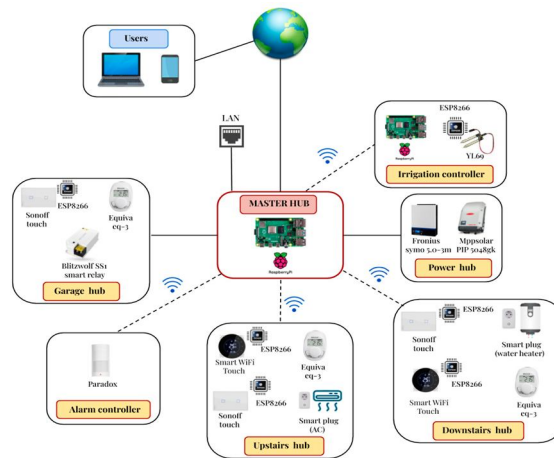 Users
LAN
ESP8266
YL69
RaspberryPi
Irrigation controller
MASTER HUB
RaspberryPi
Sonoff
touch
ESP8266
Equiva
eq-3
Blitzwolf SS1
smart relay
Garage hub
Fronius
symo 5.0-3m
Mppsolar
PIP 5048gk
Power hub
Paradox
Alarm controller
Smart WiFi
Touch
ESP8266
Equiva
eq-3
Sonoff
touch
ESP8266
Smart plug
(AC)
Upstairs hub
Sonoff
touch
ESP8266
Smart plug
(water heater)
Smart WiFi
Touch
ESP8266
Equiva
eq-3
Downstairs hub